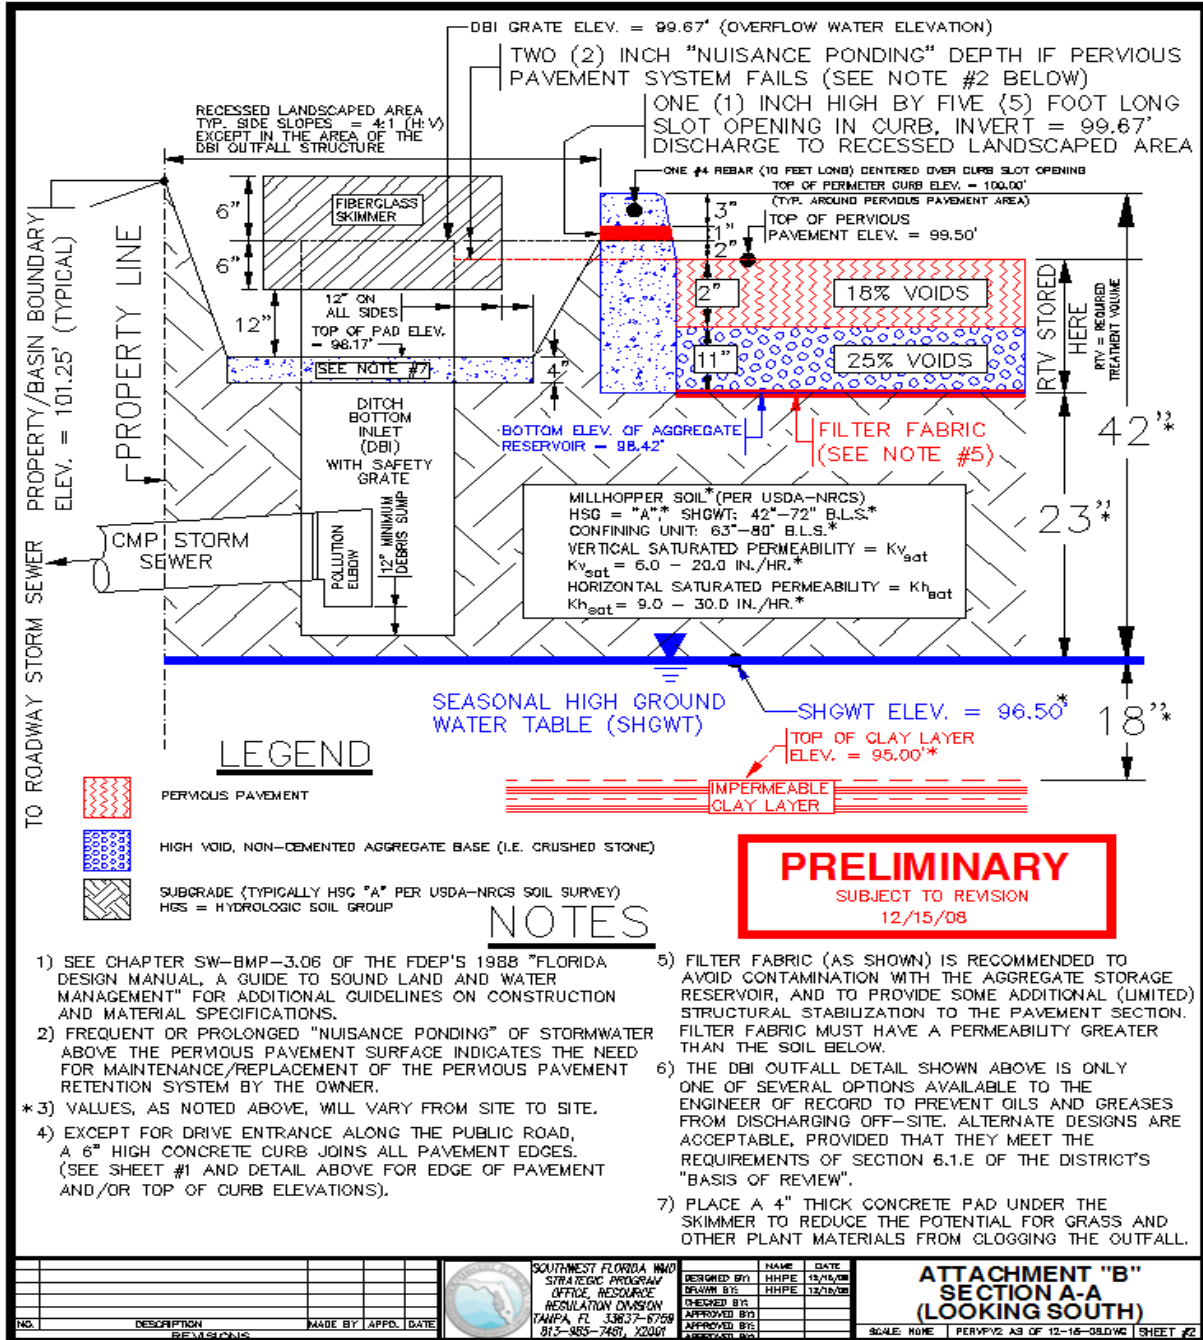 DBI GRATE ELEV. = 99.67' (OVERFLOW WATER ELEVATION)
TWO (2) INCH "NUISANCE PONDING" DEPTH IF PERVIOUS
PAVEMENT SYSTEM FAILS (SEE NOTE #2 BELOW)
ONE (1) INCH HIGH BY FIVE (5) FOOT LONG
SLOT OPENING IN CURB, INVERT = 99.67'
DISCHARGE TO RECESSED LANDSCAPED AREA
RECESSED LANDSCAPED AREA
TYP. SIDE SLOPES = 4:1 (H:V)
EXCEPT IN THE AREA OF THE
DBI OUTFALL STRUCTURE
ONE #4 REBAR (10 FEET LONG) CENTERED OVER CURB SLOT OPENING
TOP OF PERIMETER CURB ELEV. = 100.00'
(TYP. AROUND PERVIOUS PAVEMENT AREA)
TOP OF PERVIOUS
PAVEMENT ELEV. = 99.50'
6"
FIBERGLASS
SKIMMER
6"
12"
12" ON
ALL SIDES
TOP OF PAD ELEV.
= 98.17'
SEE NOTE #7
4"
3"
1"
2"
2"
18% VOIDS
11"
25% VOIDS
RTV STORED
HERE
RTV = REQUIRED
TREATMENT VOLUME
42"*
23"*
18"*
PROPERTY/BASIN BOUNDARY
ELEV. = 101.25' (TYPICAL)
PROPERTY LINE
TO ROADWAY STORM SEWER
DITCH
BOTTOM
INLET
(DBI)
WITH SAFETY
GRATE
CMP STORM
SEWER
POLLUTION
ELBOW
12" MINIMUM
DEBRIS SUMP
BOTTOM ELEV. OF AGGREGATE
RESERVOIR = 98.42'
FILTER FABRIC
(SEE NOTE #5)
MILLHOPPER SOIL* (PER USDA-NRCS)
HSG = "A",* SHGWT: 42"-72" B.L.S.*
CONFINING UNIT: 63"-80" B.L.S.*
VERTICAL SATURATED PERMEABILITY = Kvsat
Kvsat = 6.0 - 20.0 IN./HR.*
HORIZONTAL SATURATED PERMEABILITY = Khsat
Khsat = 9.0 - 30.0 IN./HR.*
SEASONAL HIGH GROUND
WATER TABLE (SHGWT)
SHGWT ELEV. = 96.50'*
TOP OF CLAY LAYER
ELEV. = 95.00'*
IMPERMEABLE
CLAY LAYER
LEGEND
PERVIOUS PAVEMENT
HIGH VOID, NON-CEMENTED AGGREGATE BASE (I.E. CRUSHED STONE)
SUBGRADE (TYPICALLY HSG "A" PER USDA-NRCS SOIL SURVEY)
HGS = HYDROLOGIC SOIL GROUP
PRELIMINARY
SUBJECT TO REVISION
12/15/08
NOTES
1) SEE CHAPTER SW-BMP-3.06 OF THE FDEP'S 1988 "FLORIDA
DESIGN MANUAL, A GUIDE TO SOUND LAND AND WATER
MANAGEMENT" FOR ADDITIONAL GUIDELINES ON CONSTRUCTION
AND MATERIAL SPECIFICATIONS.
2) FREQUENT OR PROLONGED "NUISANCE PONDING" OF STORMWATER
ABOVE THE PERVIOUS PAVEMENT SURFACE INDICATES THE NEED
FOR MAINTENANCE/REPLACEMENT OF THE PERVIOUS PAVEMENT
RETENTION SYSTEM BY THE OWNER.
* 3) VALUES, AS NOTED ABOVE, WILL VARY FROM SITE TO SITE.
4) EXCEPT FOR DRIVE ENTRANCE ALONG THE PUBLIC ROAD,
A 6" HIGH CONCRETE CURB JOINS ALL PAVEMENT EDGES.
(SEE SHEET #1 AND DETAIL ABOVE FOR EDGE OF PAVEMENT
AND/OR TOP OF CURB ELEVATIONS).
5) FILTER FABRIC (AS SHOWN) IS RECOMMENDED TO
AVOID CONTAMINATION WITH THE AGGREGATE STORAGE
RESERVOIR, AND TO PROVIDE SOME ADDITIONAL (LIMITED)
STRUCTURAL STABILIZATION TO THE PAVEMENT SECTION.
FILTER FABRIC MUST HAVE A PERMEABILITY GREATER
THAN THE SOIL BELOW.
6) THE DBI OUTFALL DETAIL SHOWN ABOVE IS ONLY
ONE OF SEVERAL OPTIONS AVAILABLE TO THE
ENGINEER OF RECORD TO PREVENT OILS AND GREASES
FROM DISCHARGING OFF-SITE. ALTERNATE DESIGNS ARE
ACCEPTABLE, PROVIDED THAT THEY MEET THE
REQUIREMENTS OF SECTION 6.1.E OF THE DISTRICT'S
"BASIS OF REVIEW".
7) PLACE A 4" THICK CONCRETE PAD UNDER THE
SKIMMER TO REDUCE THE POTENTIAL FOR GRASS AND
OTHER PLANT MATERIALS FROM CLOGGING THE OUTFALL.
NO. DESCRIPTION MADE BY APPD. DATE
REVISIONS
SOUTHWEST FLORIDA WMD
STRATEGIC PROGRAM
OFFICE, RESOURCE
REGULATION DIVISION
TAMPA, FL 33637-6759
813-985-7481, X2001
NAME DATE
DESIGNED BY: HHPE 12/15/08
DRAWN BY: HHPE 12/15/08
CHECKED BY:
APPROVED BY:
APPROVED BY:
APPROVED BY:
ATTACHMENT "B"
SECTION A-A
(LOOKING SOUTH)
SCALE: NONE PERVPV2 AS OF 12-15-08.DWG SHEET #2